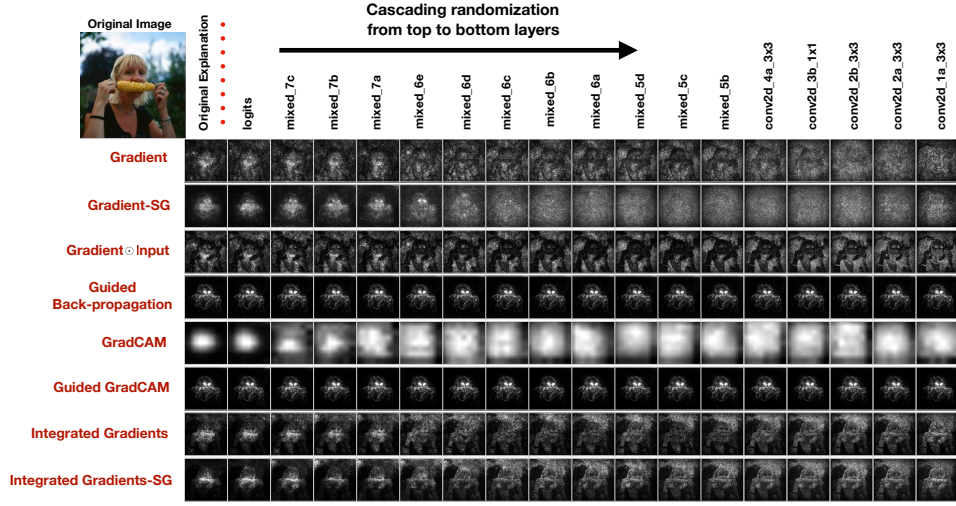 Cascading randomization
from top to bottom layers
Original Image
Original Explanation
logits
mixed_7c
mixed_7b
mixed_7a
mixed_6e
mixed_6d
mixed_6c
mixed_6b
mixed_6a
mixed_5d
mixed_5c
mixed_5b
conv2d_4a_3x3
conv2d_3b_1x1
conv2d_2b_3x3
conv2d_2a_3x3
conv2d_1a_3x3
Gradient
Gradient-SG
Gradient⊙Input
Guided
Back-propagation
GradCAM
Guided GradCAM
Integrated Gradients
Integrated Gradients-SG